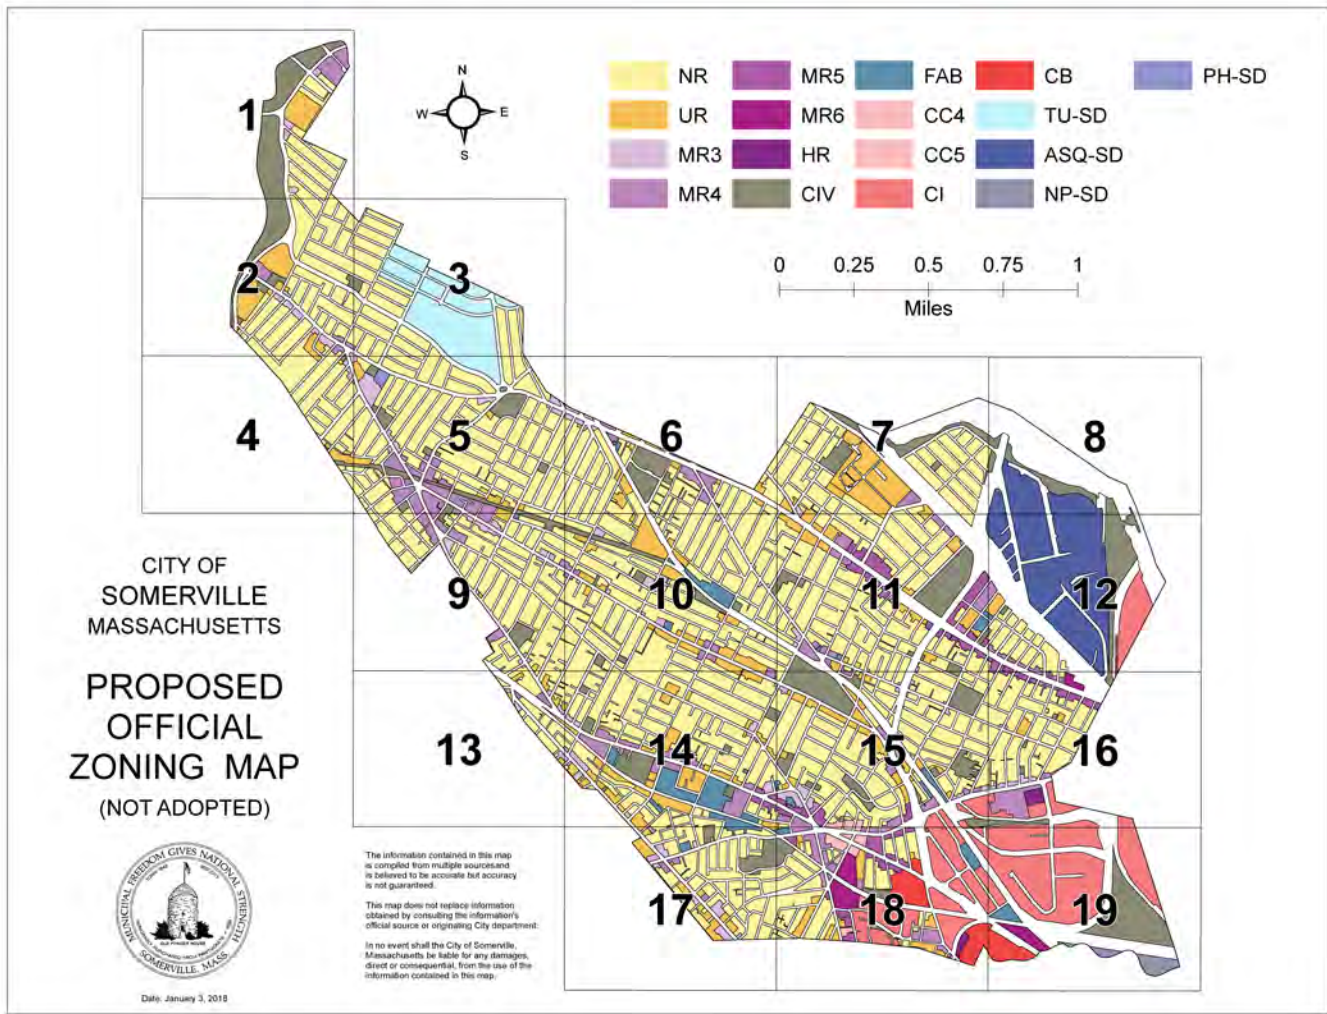 N
W
E
S
NR
UR
MR3
MR4
MR5
MR6
HR
CIV
FAB
CC4
CC5
CI
CB
TU-SD
ASQ-SD
NP-SD
PH-SD
0 0.25 0.5 0.75 1
Miles
1
2
3
4
5
6
7
8
9
10
11
12
13
14
15
16
17
18
19
CITY OF
SOMERVILLE
MASSACHUSETTS
PROPOSED
OFFICIAL
ZONING MAP
(NOT ADOPTED)
MUNICIPAL FREEDOM GIVES NATIONAL STRENGTH
SOMERVILLE, MASS.
Date: January 3, 2018
The information contained in this map
is compiled from multiple sourcesand
is believed to be accurate but accuracy
is not guaranteed.
This map does not replace information
obtained by consulting the information's
official source or originating City department.
In no event shall the City of Somerville,
Massachusetts be liable for any damages,
direct or consequential, from the use of the
information contained in this map.